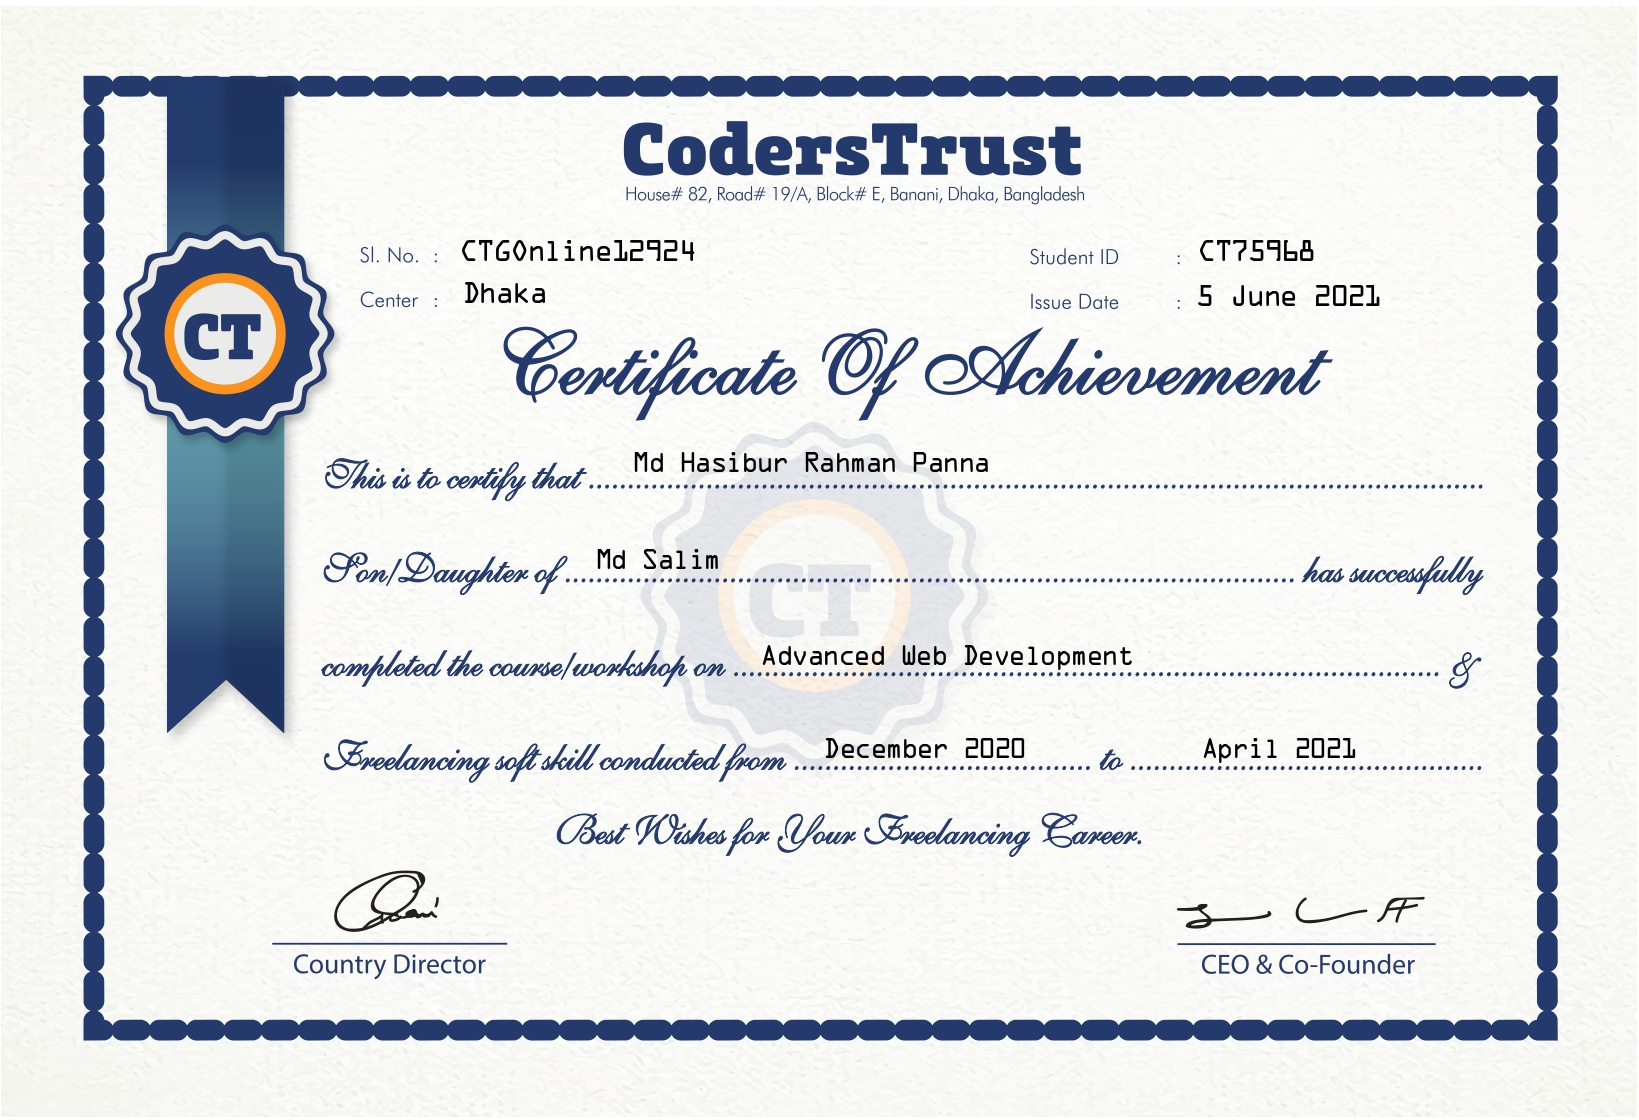 CodersTrust
House# 82, Road# 19/A, Block# E, Banani, Dhaka, Bangladesh
Sl. No. : CTGOnline12924
Student ID : CT75968
Center : Dhaka
Issue Date : 5 June 2021
CT
Certificate Of Achievement
This is to certify that Md Hasibur Rahman Panna
Son/Daughter of Md Salim has successfully
CT
completed the course/workshop on Advanced Web Development &
Freelancing soft skill conducted from December 2020 to April 2021
Best Wishes for Your Freelancing Career.
Country Director
CEO & Co-Founder